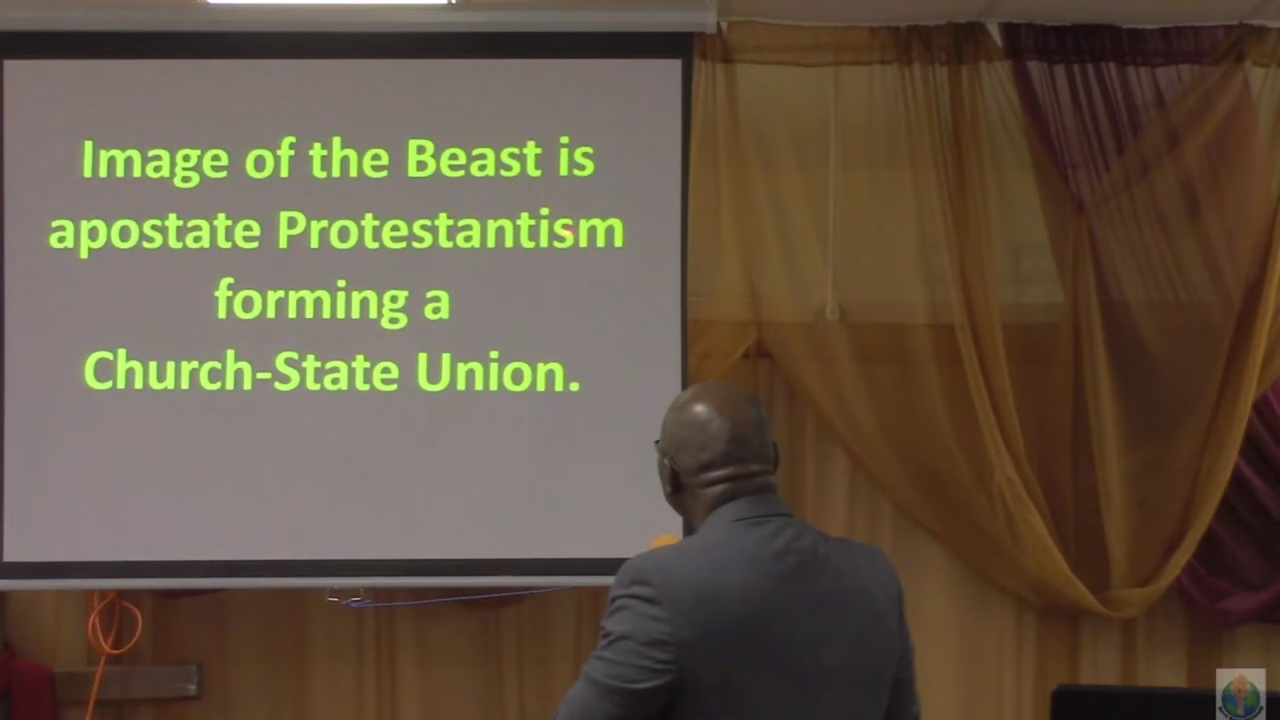 Image of the Beast is
apostate Protestantism
forming a
Church-State Union.